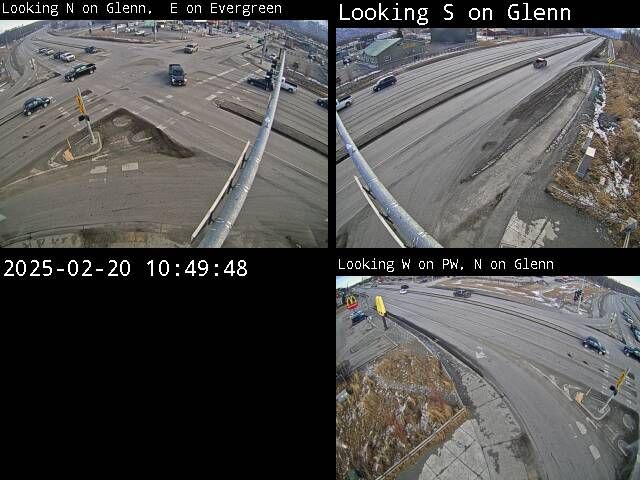 Looking N on Glenn,  E on Evergreen
Looking S on Glenn
2025-02-20 10:49:48
Looking W on PW, N on Glenn